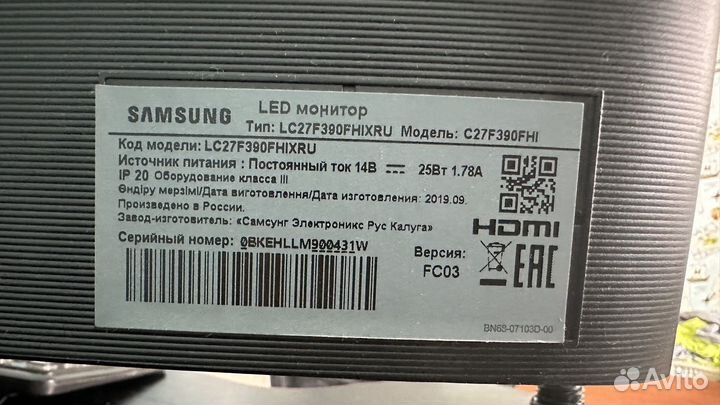 SAMSUNG LED монитор
Тип: LC27F390FHIXRU Модель: C27F390FHI
Код модели: LC27F390FHIXRU
Источник питания : Постоянный ток 14В ⎓ 25Вт 1.78A
IP 20 Оборудование класса III
Өндіру мерзімі/Дата виготовлення/Дата изготовления: 2019.09.
Произведено в России.
Завод-изготовитель: «Самсунг Электроникс Рус Калуга»
HDMI
Серийный номер: 0BKEHLLM900431W
Версия:
FC03
EAC
BN68-07103D-00
Avito